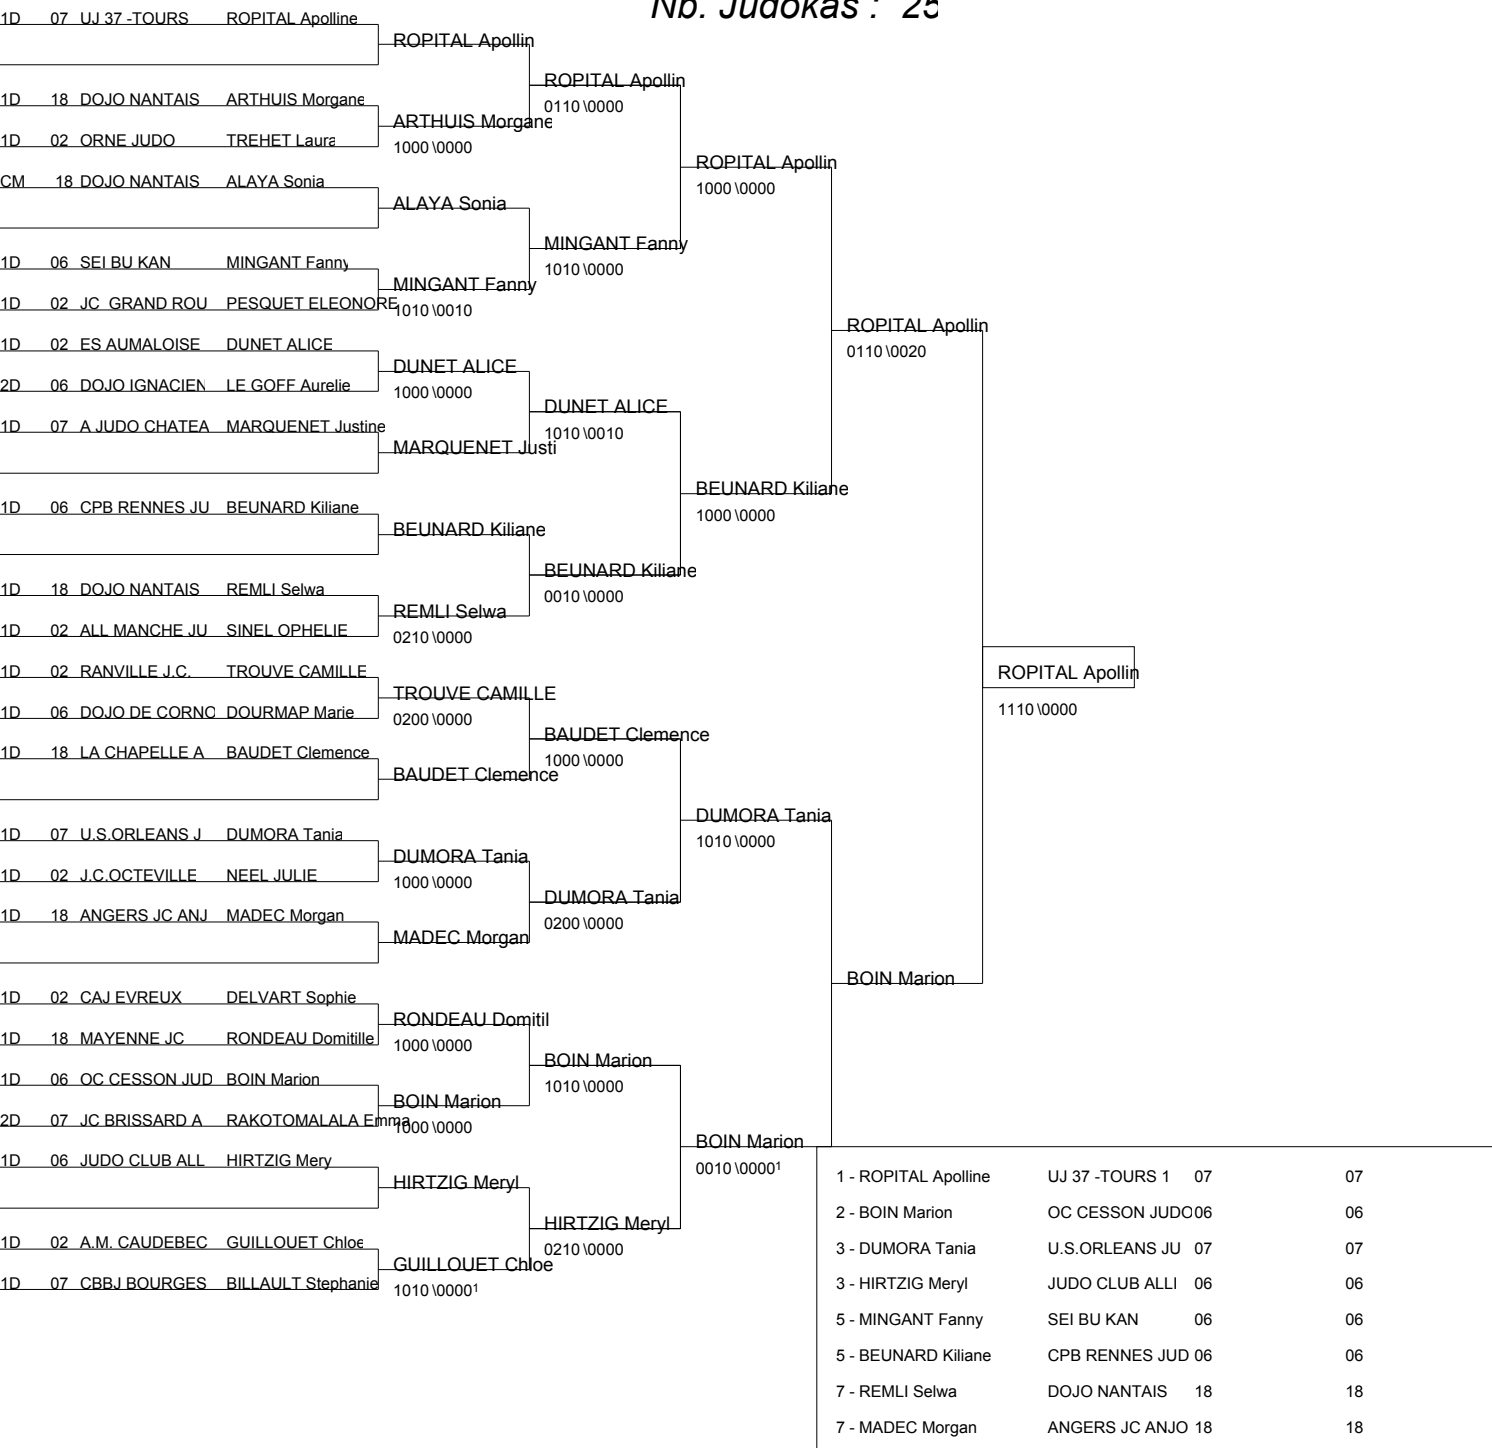 Nb. Judokas : 25
1D 07 UJ 37 -TOURS ROPITAL Apolline
1D 18 DOJO NANTAIS ARTHUIS Morgane
1D 02 ORNE JUDO TREHET Laura
CM 18 DOJO NANTAIS ALAYA Sonia
1D 06 SEI BU KAN MINGANT Fanny
1D 02 JC GRAND ROU PESQUET ELEONORE
1D 02 ES AUMALOISE DUNET ALICE
2D 06 DOJO IGNACIEN LE GOFF Aurelie
1D 07 A JUDO CHATEA MARQUENET Justine
1D 06 CPB RENNES JU BEUNARD Kiliane
1D 18 DOJO NANTAIS REMLI Selwa
1D 02 ALL MANCHE JU SINEL OPHELIE
1D 02 RANVILLE J.C. TROUVE CAMILLE
1D 06 DOJO DE CORNO DOURMAP Marie
1D 18 LA CHAPELLE A BAUDET Clemence
1D 07 U.S.ORLEANS J DUMORA Tania
1D 02 J.C.OCTEVILLE NEEL JULIE
1D 18 ANGERS JC ANJ MADEC Morgan
1D 02 CAJ EVREUX DELVART Sophie
1D 18 MAYENNE JC RONDEAU Domitille
1D 06 OC CESSON JUD BOIN Marion
2D 07 JC BRISSARD A RAKOTOMALALA Emma
1D 06 JUDO CLUB ALL HIRTZIG Mery
1D 02 A.M. CAUDEBEC GUILLOUET Chloe
1D 07 CBBJ BOURGES BILLAULT Stephanie
ROPITAL Apollin
ARTHUIS Morgane
1000 \0000
ALAYA Sonia
MINGANT Fanny
1010 \0010
DUNET ALICE
1000 \0000
MARQUENET Justi
BEUNARD Kiliane
REMLI Selwa
0210 \0000
TROUVE CAMILLE
0200 \0000
BAUDET Clemence
DUMORA Tania
1000 \0000
MADEC Morgan
RONDEAU Domitil
1000 \0000
BOIN Marion
1000 \0000
HIRTZIG Meryl
GUILLOUET Chloe
1010 \0000¹
ROPITAL Apollin
0110 \0000
MINGANT Fanny
1010 \0000
DUNET ALICE
1010 \0010
BEUNARD Kiliane
0010 \0000
BAUDET Clemence
1000 \0000
DUMORA Tania
0200 \0000
BOIN Marion
1010 \0000
HIRTZIG Meryl
0210 \0000
ROPITAL Apollin
1000 \0000
BEUNARD Kiliane
1000 \0000
DUMORA Tania
1010 \0000
BOIN Marion
0010 \0000¹
ROPITAL Apollin
0110 \0020
BOIN Marion
ROPITAL Apollin
1110 \0000
1 - ROPITAL Apolline UJ 37 -TOURS 1 07 07
2 - BOIN Marion OC CESSON JUDO 06 06
3 - DUMORA Tania U.S.ORLEANS JU 07 07
3 - HIRTZIG Meryl JUDO CLUB ALLI 06 06
5 - MINGANT Fanny SEI BU KAN 06 06
5 - BEUNARD Kiliane CPB RENNES JUD 06 06
7 - REMLI Selwa DOJO NANTAIS 18 18
7 - MADEC Morgan ANGERS JC ANJO 18 18